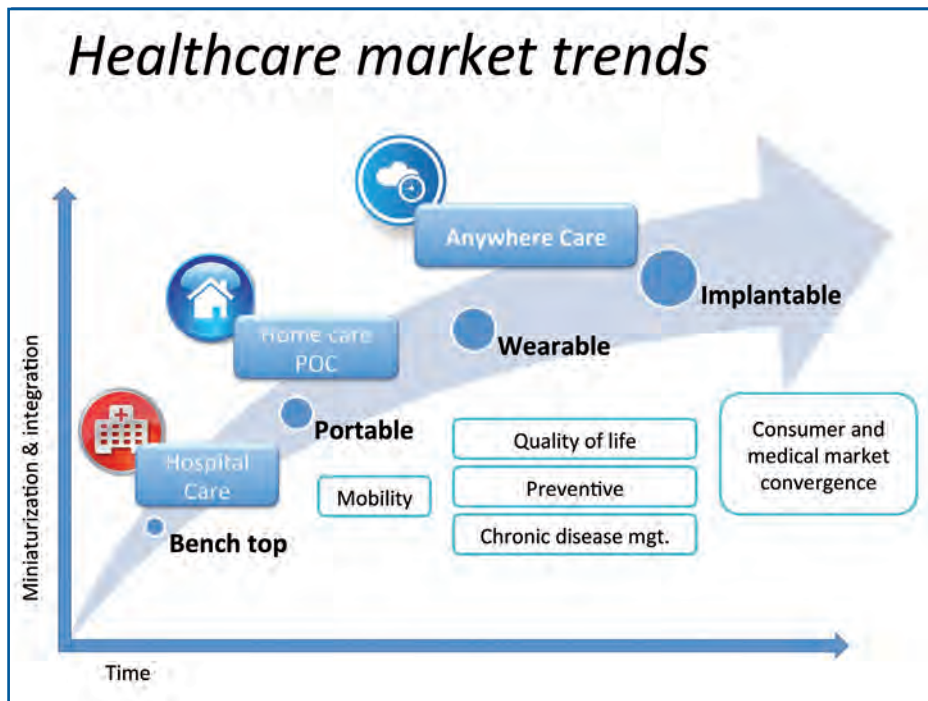 Healthcare market trends
Miniaturization & integration
Anywhere Care
Implantable
Home care
POC
Wearable
Portable
Hospital
Care
Bench top
Mobility
Quality of life
Preventive
Chronic disease mgt.
Consumer and
medical market
convergence
Time